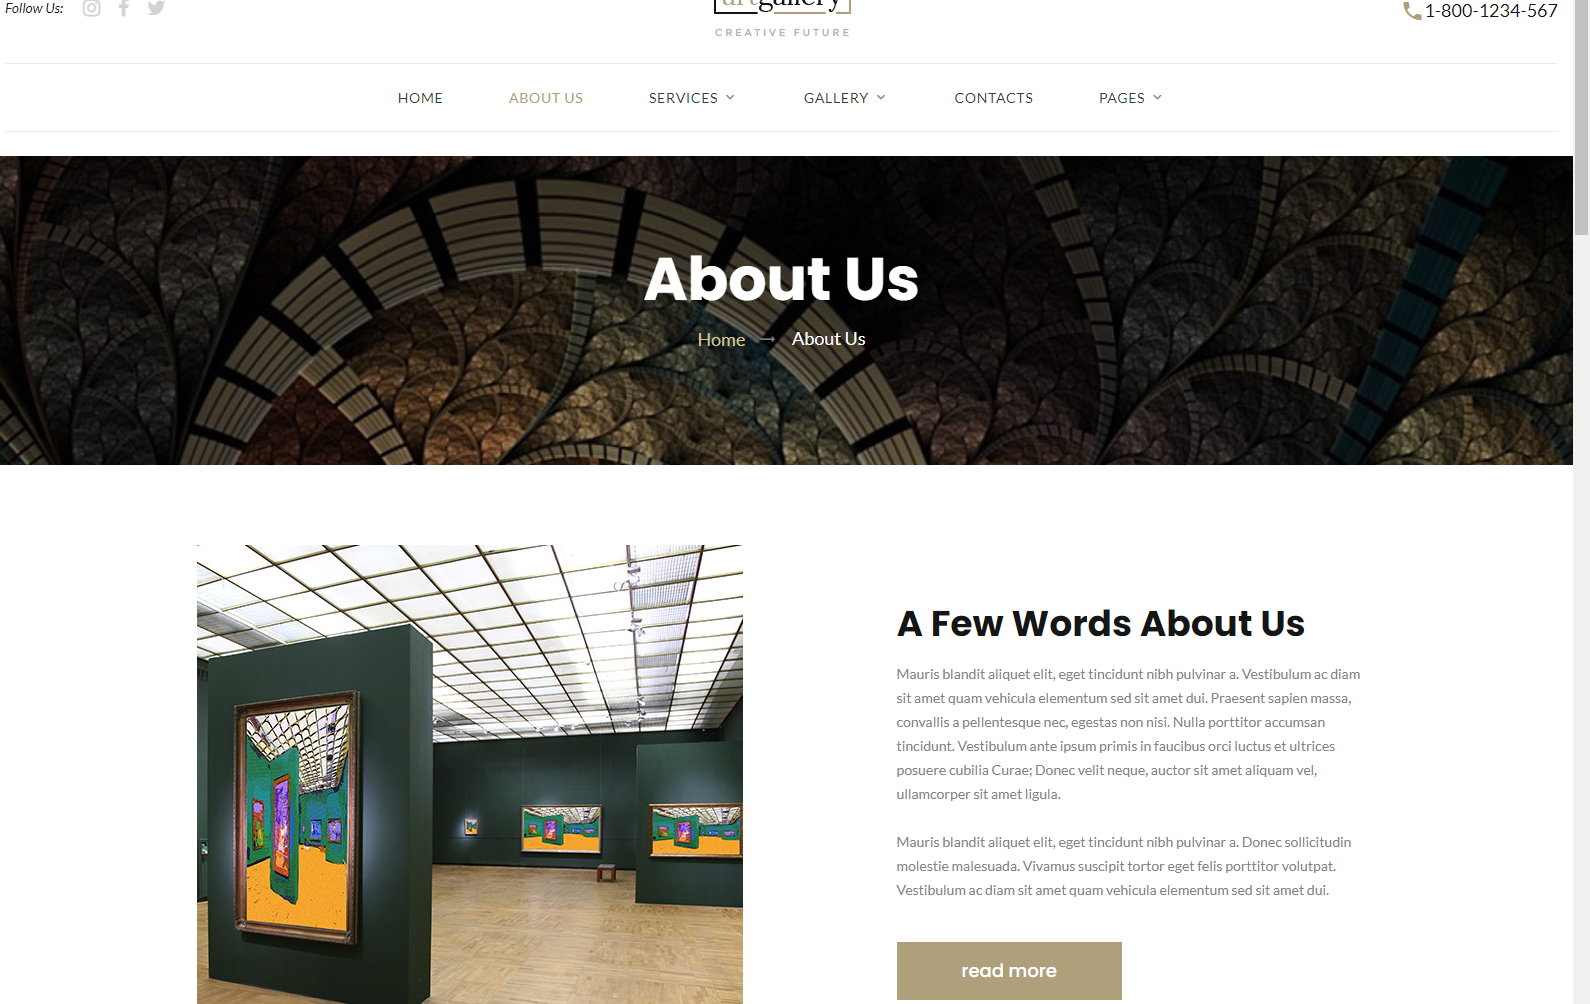 Follow Us:
artgallery
CREATIVE FUTURE
1-800-1234-567
HOME
ABOUT US
SERVICES
GALLERY
CONTACTS
PAGES
About Us
Home → About Us
A Few Words About Us
Mauris blandit aliquet elit, eget tincidunt nibh pulvinar a. Vestibulum ac diam
sit amet quam vehicula elementum sed sit amet dui. Praesent sapien massa,
convallis a pellentesque nec, egestas non nisi. Nulla porttitor accumsan
tincidunt. Vestibulum ante ipsum primis in faucibus orci luctus et ultrices
posuere cubilia Curae; Donec velit neque, auctor sit amet aliquam vel,
ullamcorper sit amet ligula.
Mauris blandit aliquet elit, eget tincidunt nibh pulvinar a. Donec sollicitudin
molestie malesuada. Vivamus suscipit tortor eget felis porttitor volutpat.
Vestibulum ac diam sit amet quam vehicula elementum sed sit amet dui.
read more